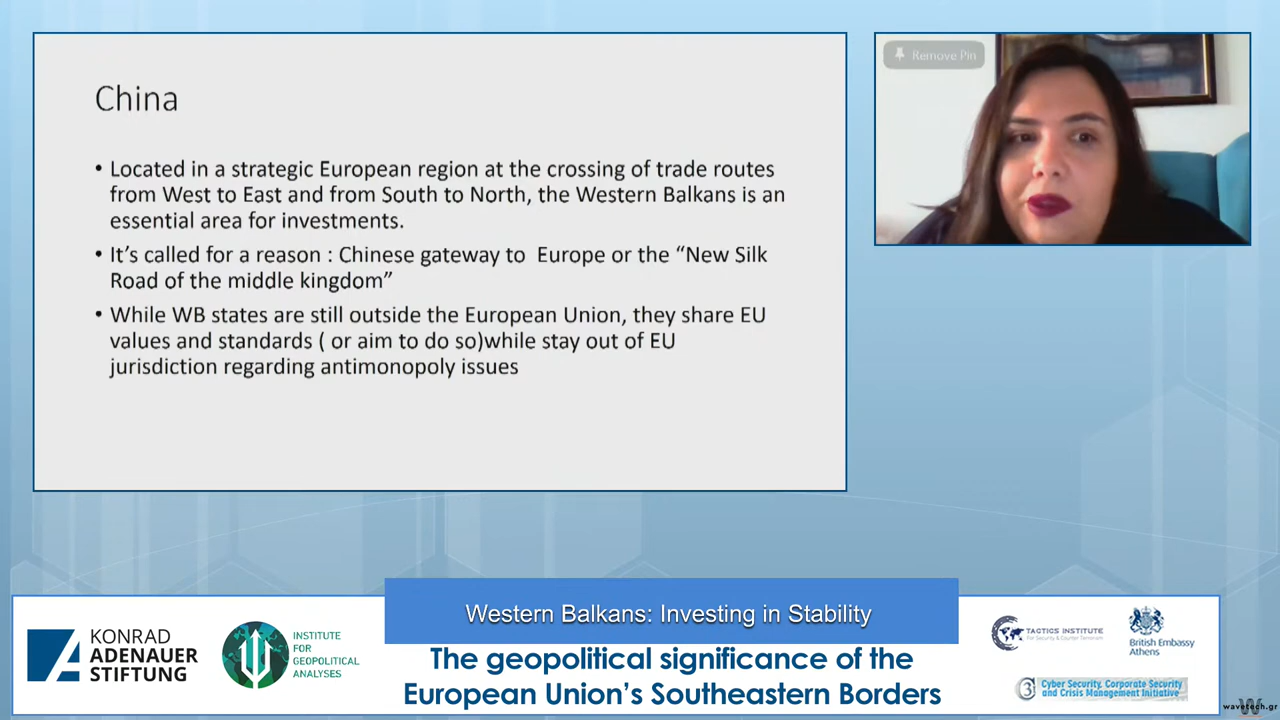 China
• Located in a strategic European region at the crossing of trade routes
from West to East and from South to North, the Western Balkans is an
essential area for investments.
• It’s called for a reason : Chinese gateway to  Europe or the “New Silk
Road of the middle kingdom”
• While WB states are still outside the European Union, they share EU
values and standards ( or aim to do so)while stay out of EU
jurisdiction regarding antimonopoly issues
Remove Pin
Western Balkans: Investing in Stability
The geopolitical significance of the
European Union’s Southeastern Borders
KONRAD
ADENAUER
STIFTUNG
INSTITUTE
FOR
GEOPOLITICAL
ANALYSES
TACTICS INSTITUTE
For Security & Counter Terrorism
British Embassy
Athens
3
Cyber Security, Corporate Security
and Crisis Management Initiative
W
wavetech.gr